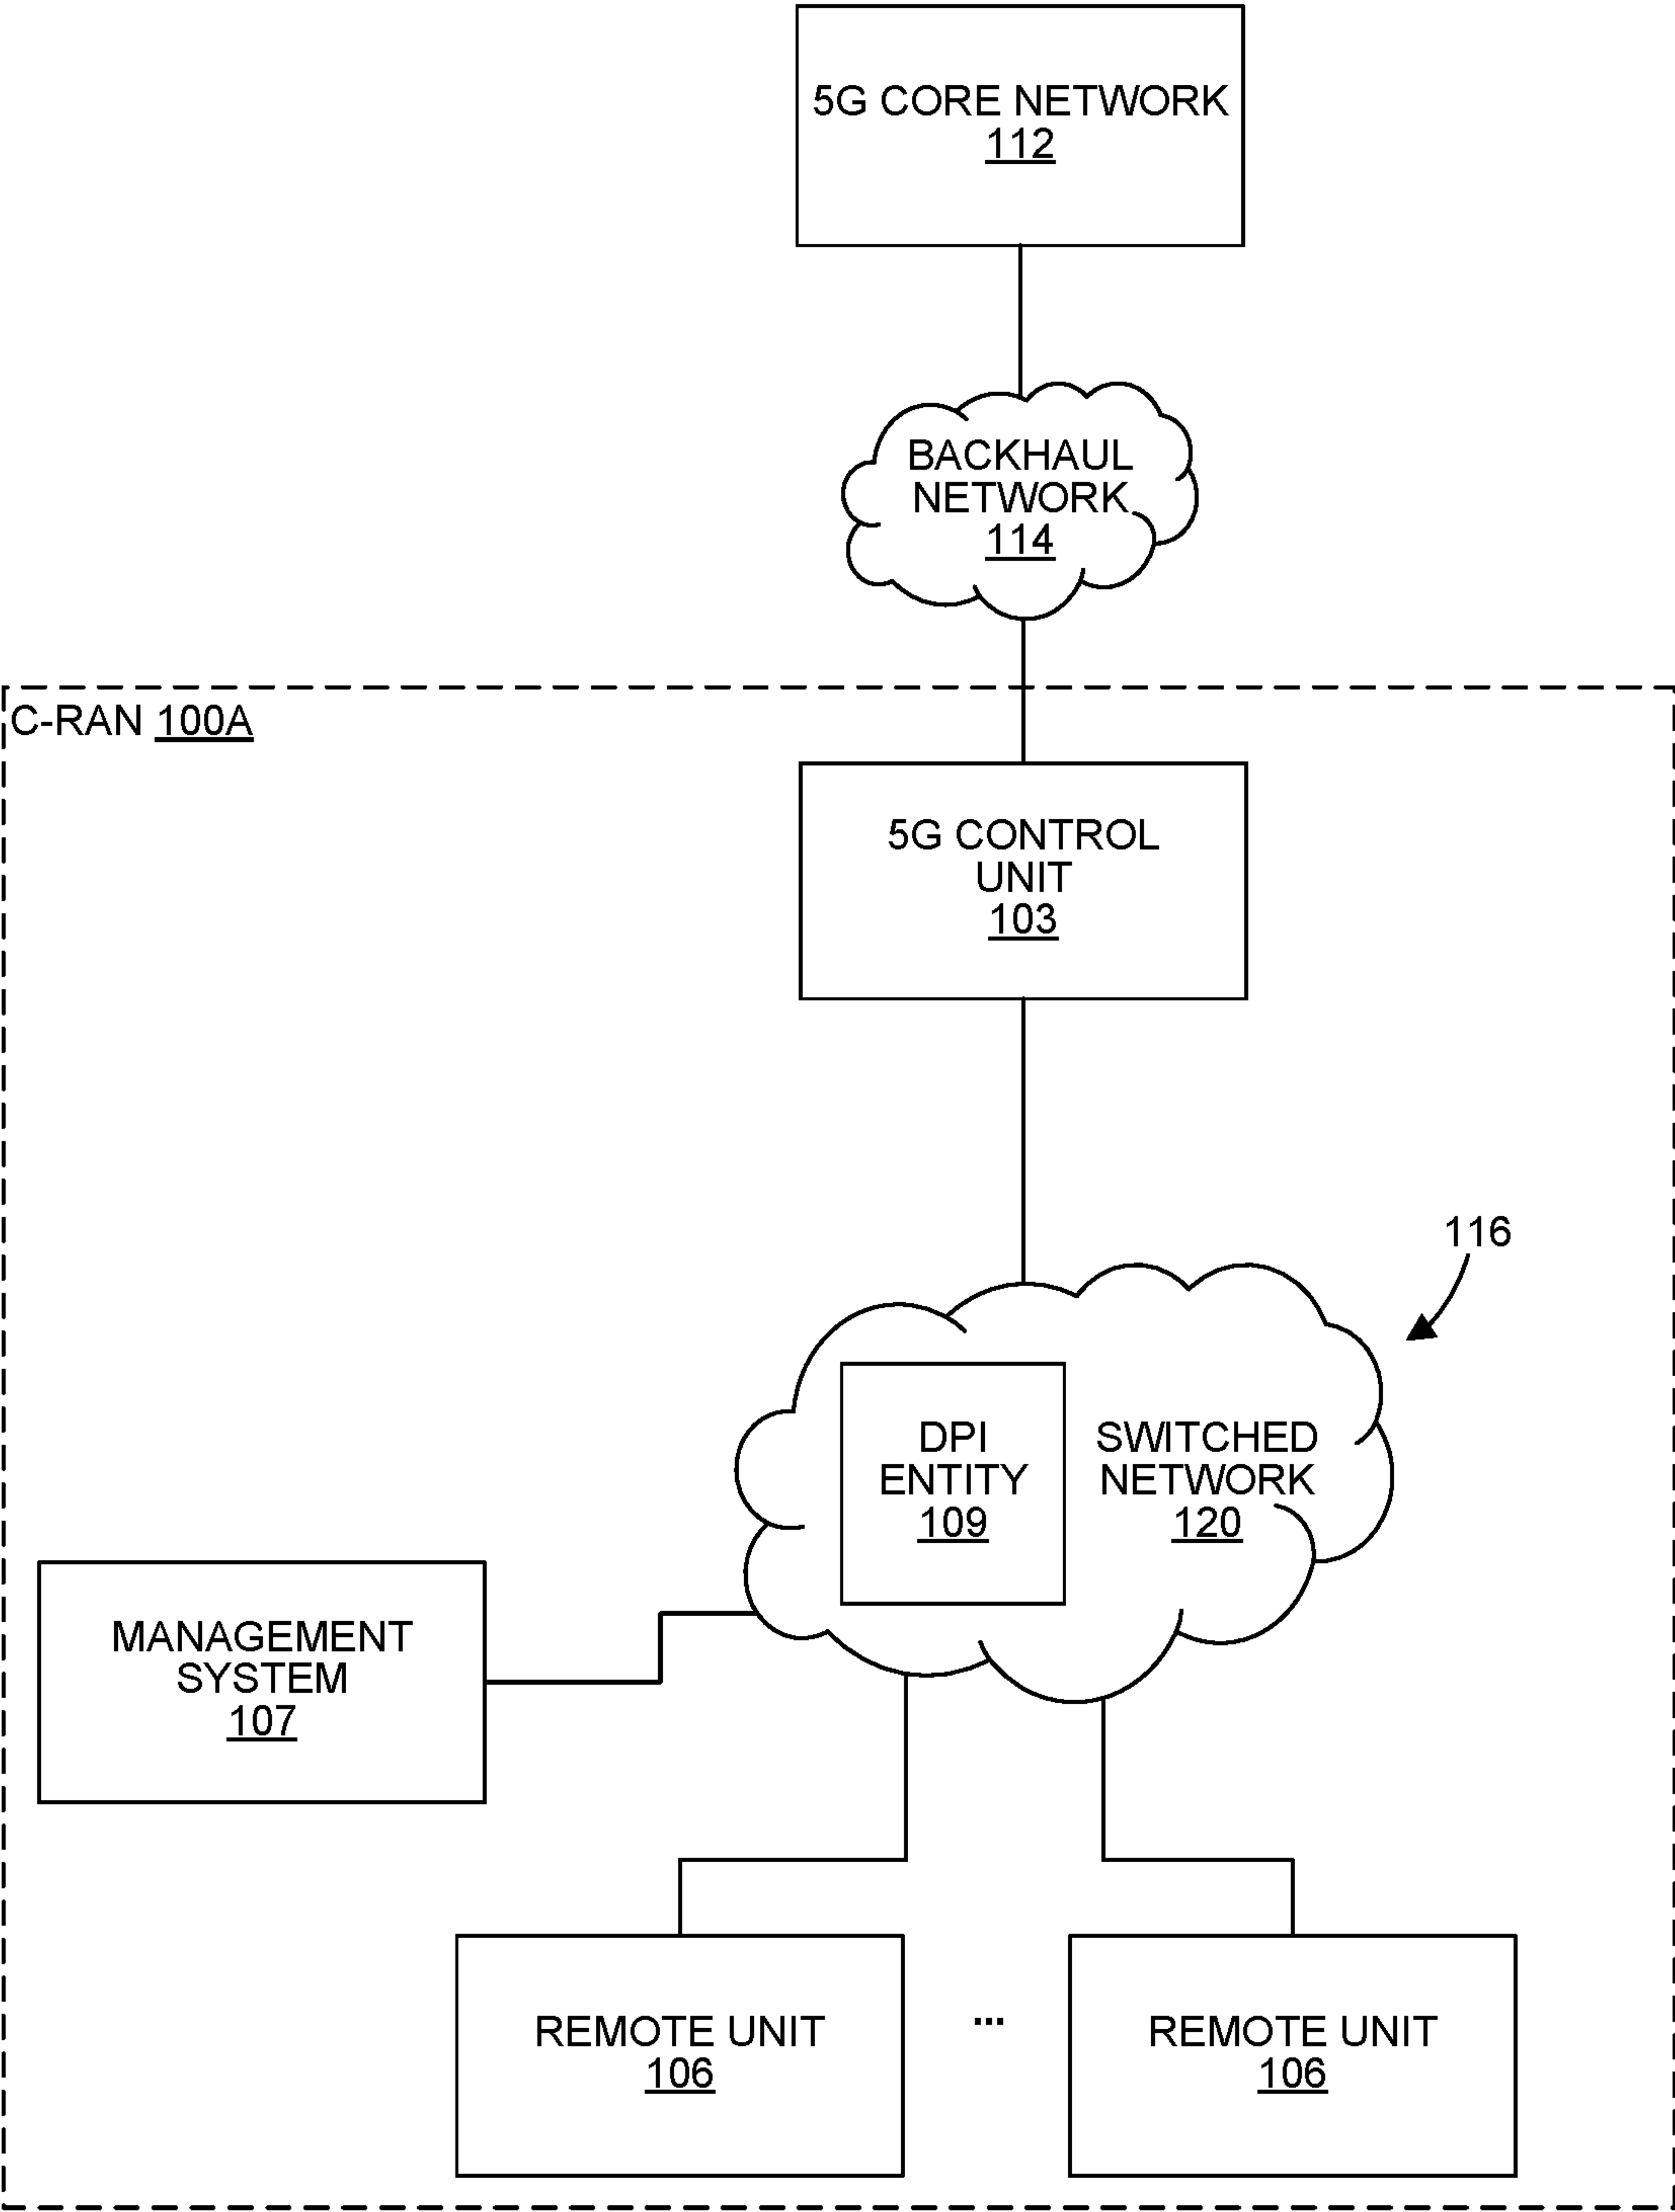 5G CORE NETWORK
112
BACKHAUL
NETWORK
114
C-RAN 100A
5G CONTROL
UNIT
103
116
DPI
ENTITY
109
SWITCHED
NETWORK
120
MANAGEMENT
SYSTEM
107
REMOTE UNIT
106
...
REMOTE UNIT
106